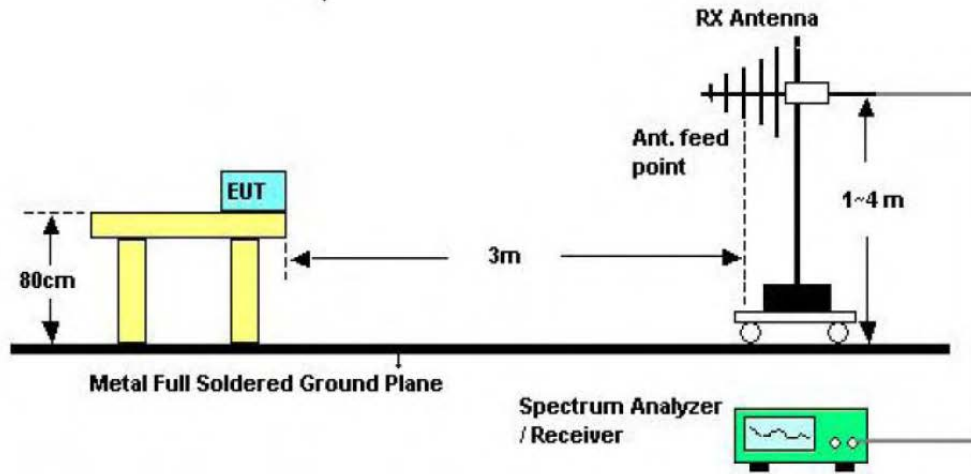 RX Antenna
Ant. feed
point
EUT
1~4 m
3m
80cm
Metal Full Soldered Ground Plane
Spectrum Analyzer
/ Receiver